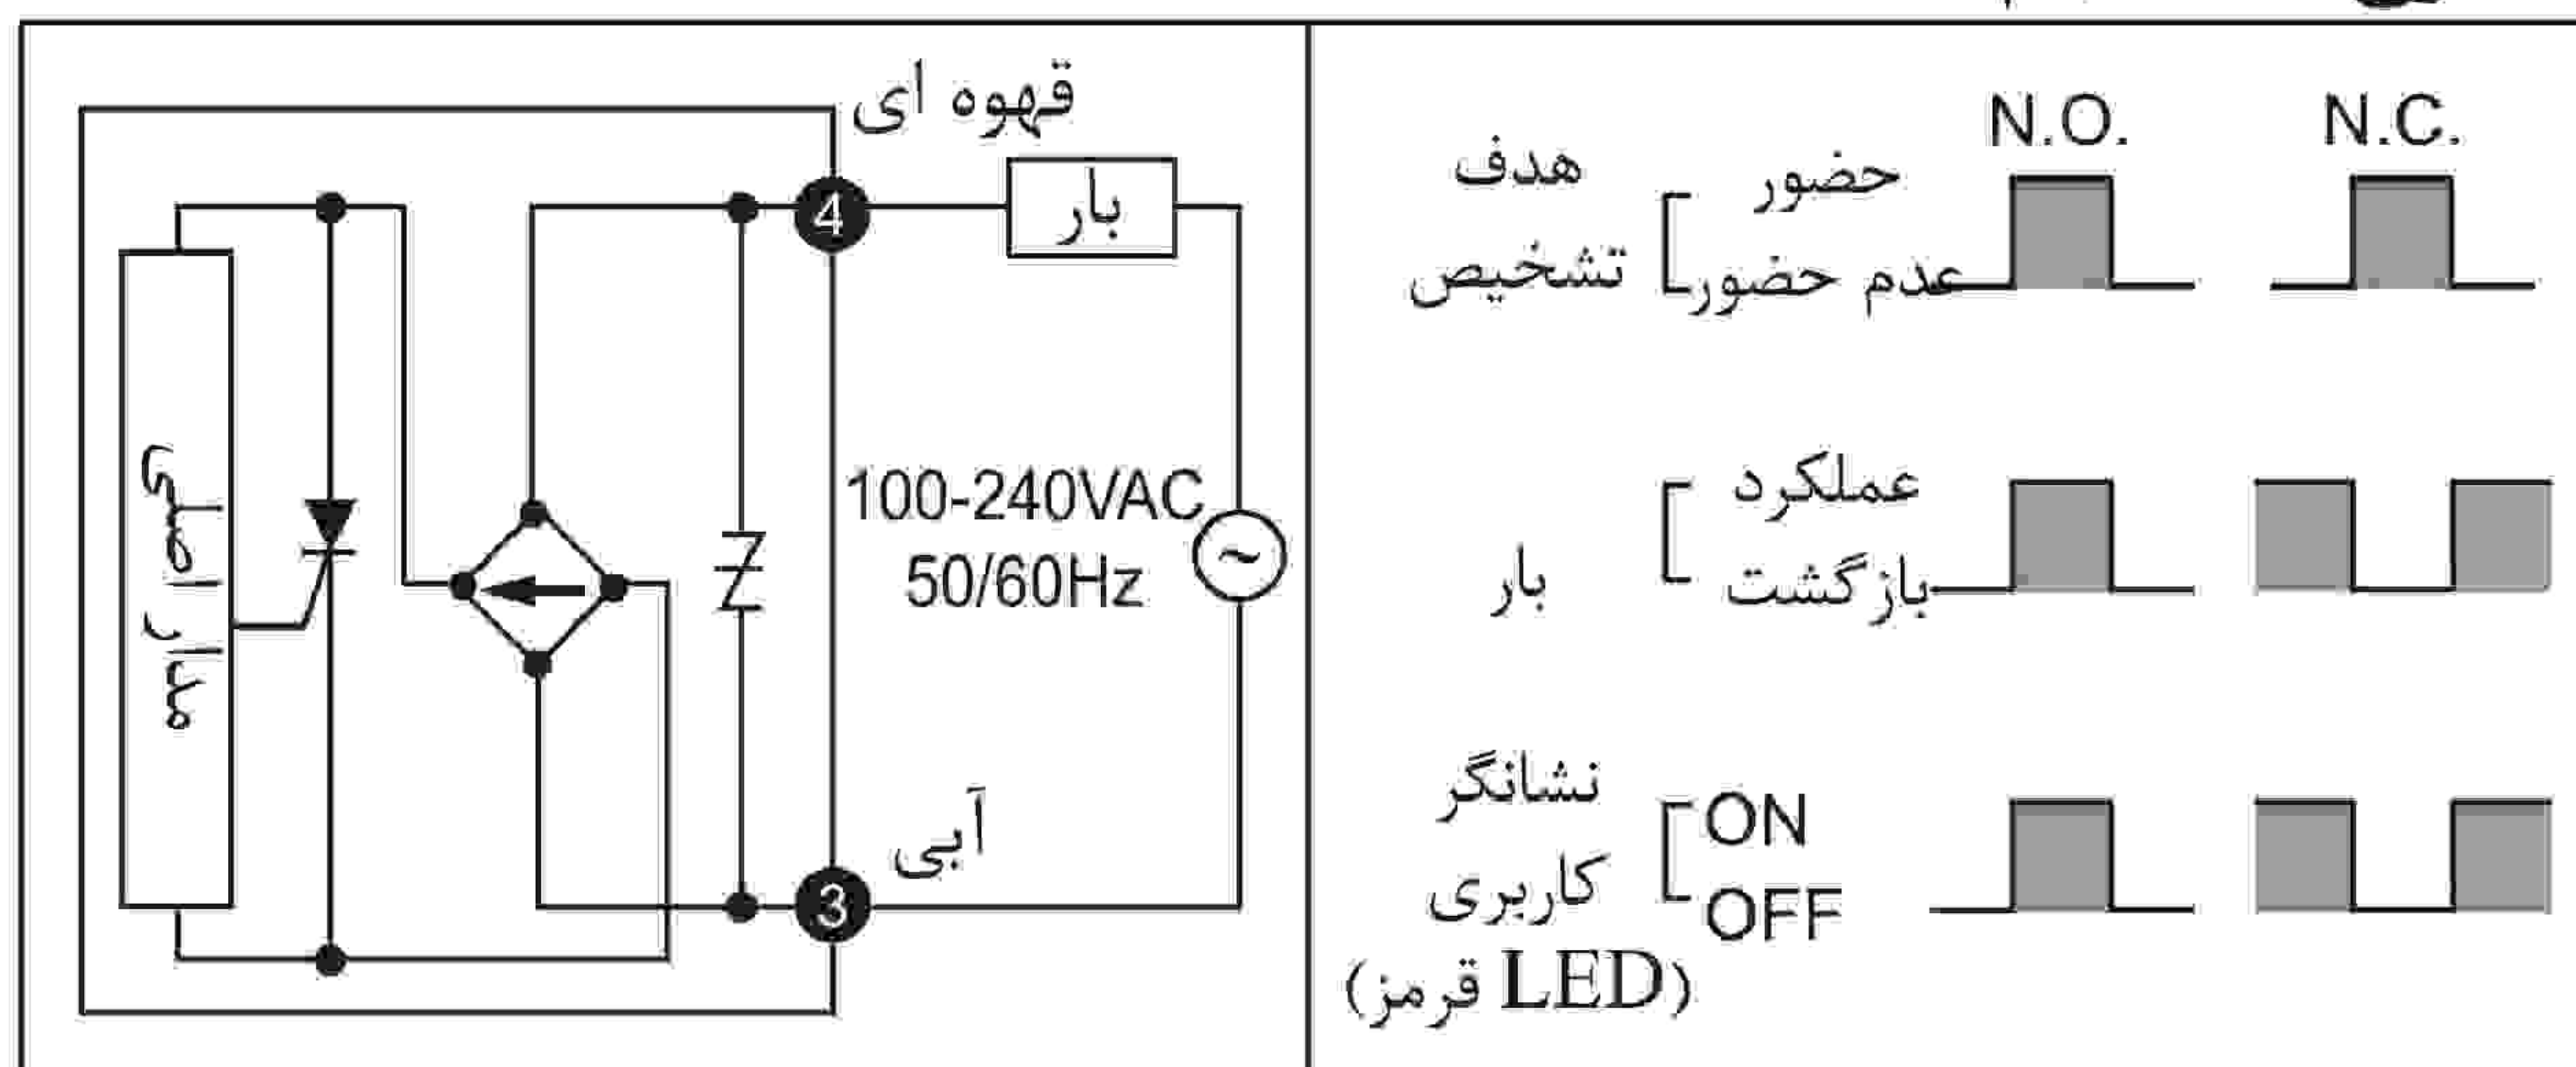 قهوه ای
4
بار
مدار اصلی
100-240VAC
50/60Hz
~
آبی
3
N.O. N.C.
هدف
تشخیص
حضور
عدم حضور
بار
عملکرد
بازگشت
نشانگر
کاربری
(LED قرمز)
ON
OFF